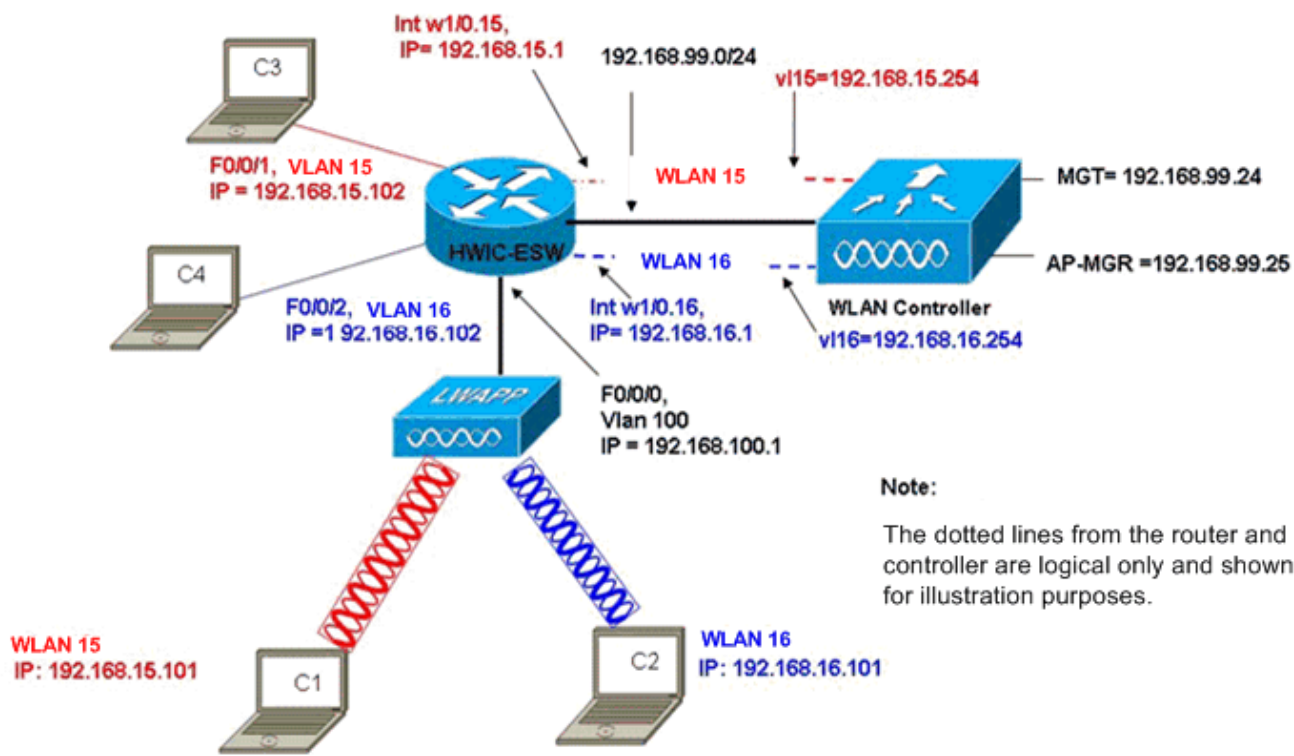 Int w1/0.15,
IP= 192.168.15.1
192.168.99.0/24
vl15=192.168.15.254
C3
F0/0/1, VLAN 15
IP = 192.168.15.102
WLAN 15
MGT= 192.168.99.24
HWIC-ESW
C4
WLAN 16
AP-MGR =192.168.99.25
F0/0/2, VLAN 16
IP =1 92.168.16.102
Int w1/0.16,
IP= 192.168.16.1
WLAN Controller
vl16=192.168.16.254
LWAPP
F0/0/0,
Vlan 100
IP = 192.168.100.1
Note:
The dotted lines from the router and
controller are logical only and shown
for illustration purposes.
WLAN 15
IP: 192.168.15.101
C1
C2
WLAN 16
IP: 192.168.16.101